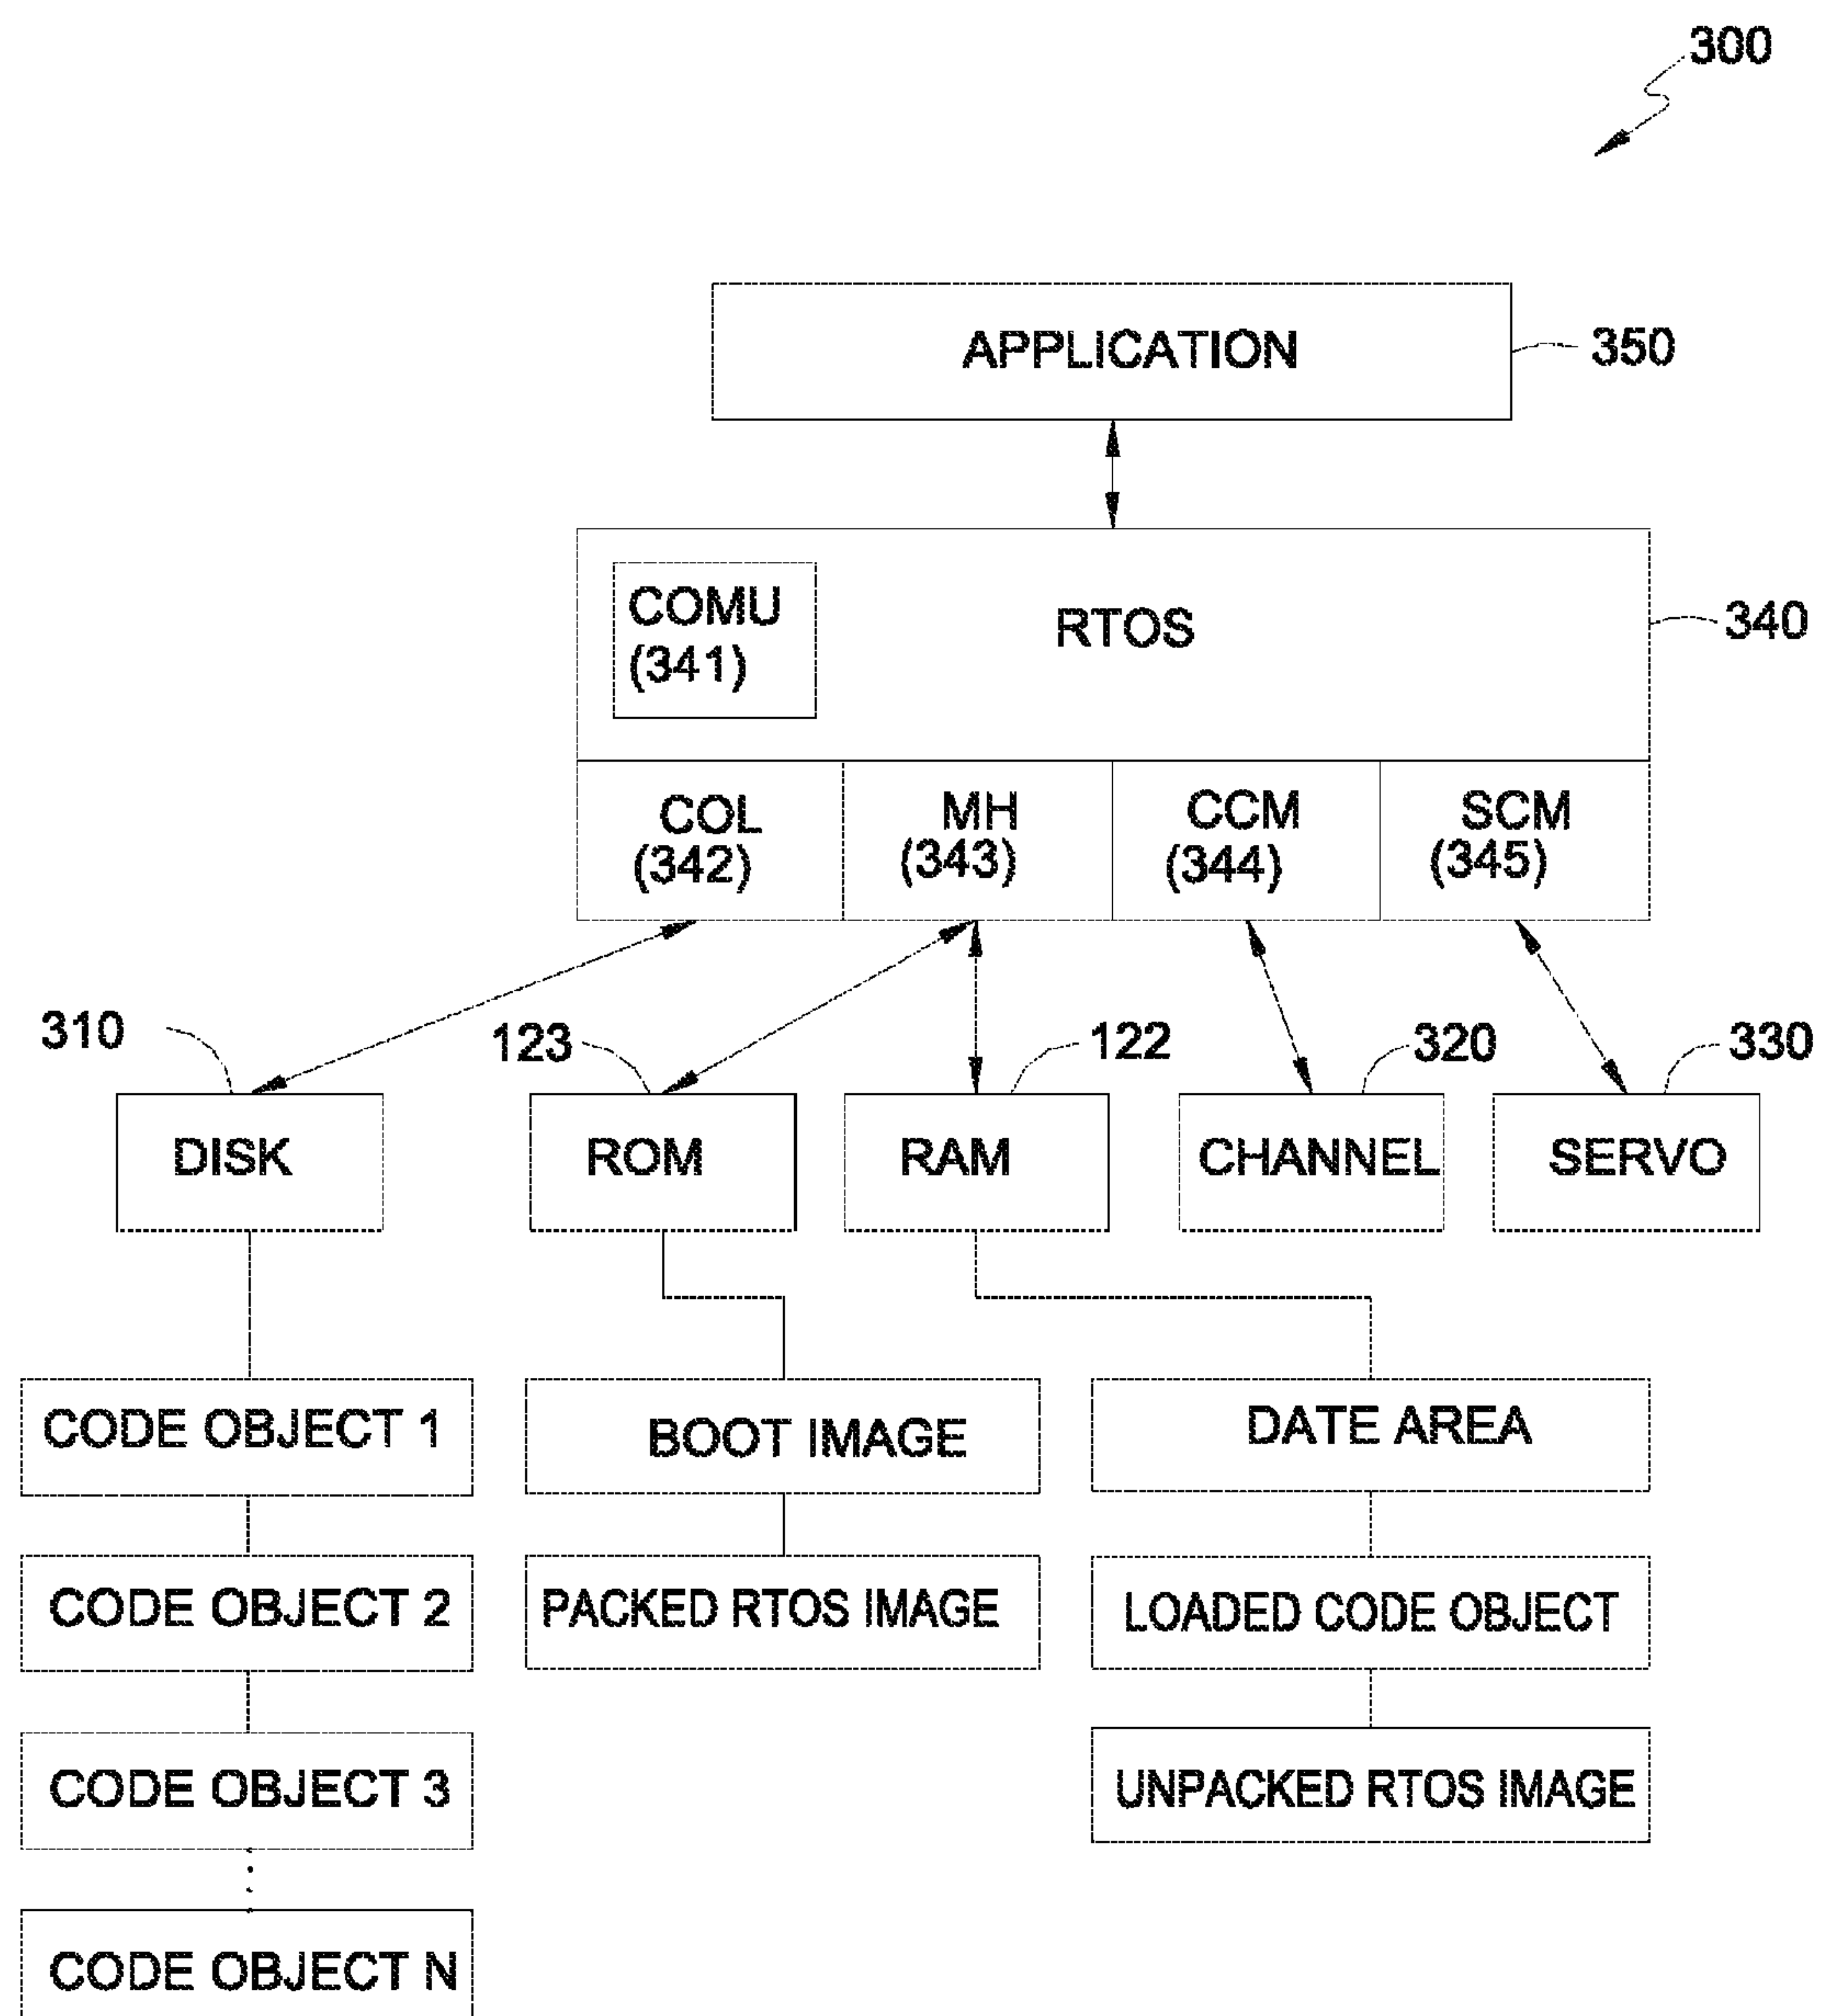 300
APPLICATION
350
COMU
(341)
RTOS
340
COL
(342)
MH
(343)
CCM
(344)
SCM
(345)
310
123
122
320
330
DISK
ROM
RAM
CHANNEL
SERVO
CODE OBJECT 1
BOOT IMAGE
DATE AREA
CODE OBJECT 2
PACKED RTOS IMAGE
LOADED CODE OBJECT
CODE OBJECT 3
UNPACKED RTOS IMAGE
CODE OBJECT N